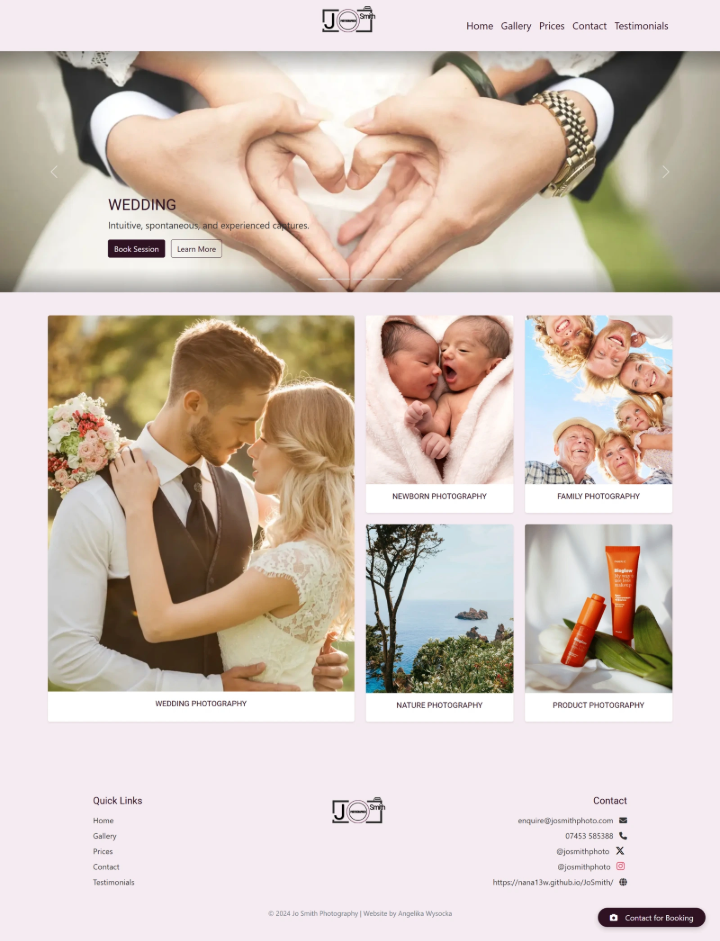 JO Smith
Home Gallery Prices Contact Testimonials
WEDDING
Intuitive, spontaneous, and experienced captures.
Book Session Learn More
NEWBORN PHOTOGRAPHY
FAMILY PHOTOGRAPHY
WEDDING PHOTOGRAPHY
NATURE PHOTOGRAPHY
PRODUCT PHOTOGRAPHY
Quick Links
Home
Gallery
Prices
Contact
Testimonials
JO Smith
Contact
enquire@josmithphoto.com
07453 585388
@josmithphoto
@josmithphoto
https://nana13w.github.io/JoSmith/
© 2024 Jo Smith Photography | Website by Angelika Wysocka
Contact for Booking